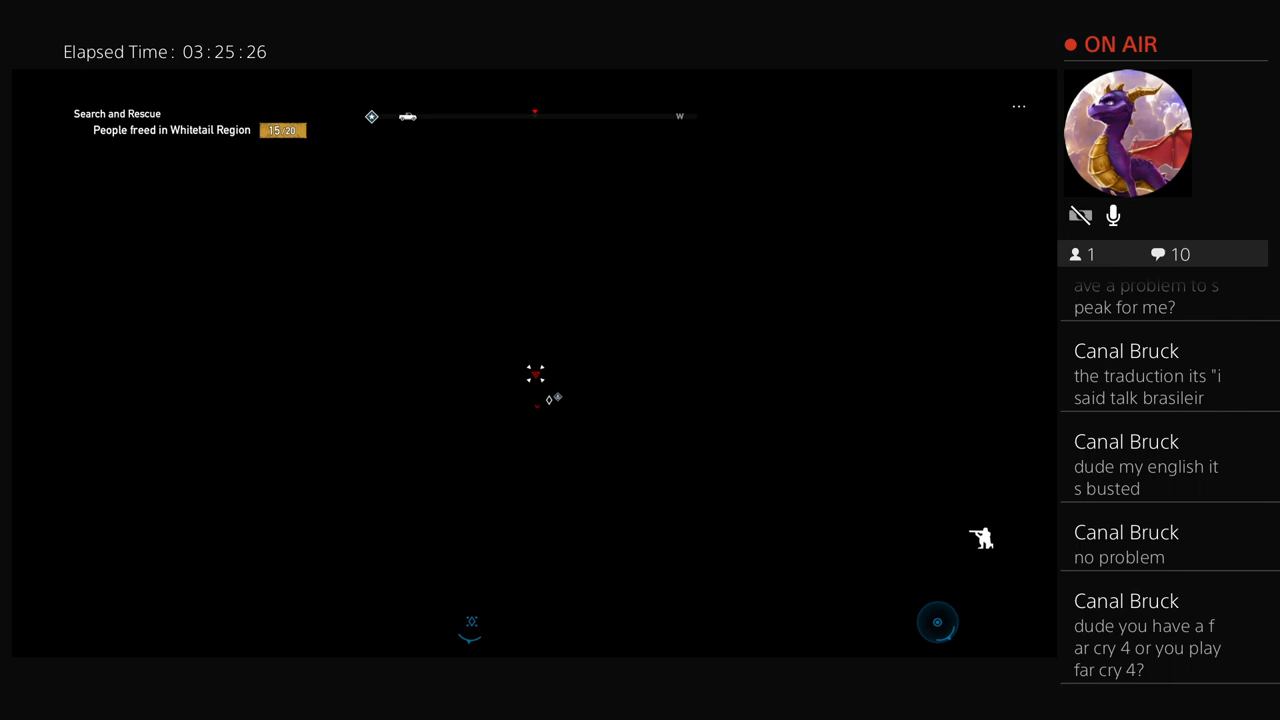 Elapsed Time: 03:25:26
ON AIR
Search and Rescue
People freed in Whitetail Region 15/20
W
...
1 10
ave a problem to s
peak for me?
Canal Bruck
the traduction its "i
said talk brasileir
Canal Bruck
dude my english it
s busted
Canal Bruck
no problem
Canal Bruck
dude you have a f
ar cry 4 or you play
far cry 4?